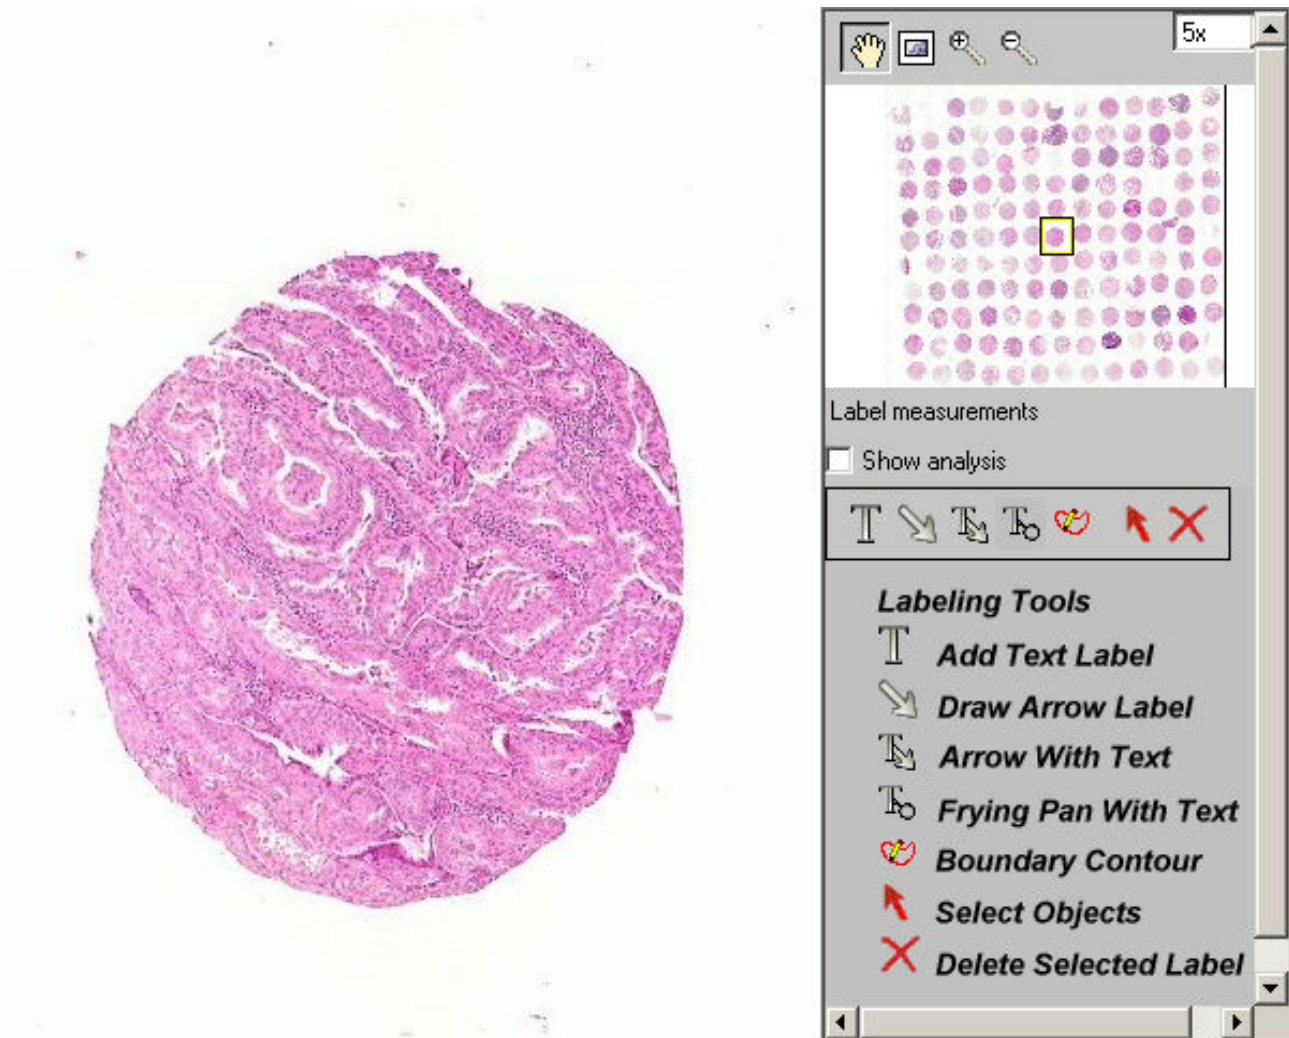 5x
Label measurements
Show analysis
Labeling Tools
Add Text Label
Draw Arrow Label
Arrow With Text
Frying Pan With Text
Boundary Contour
Select Objects
Delete Selected Label